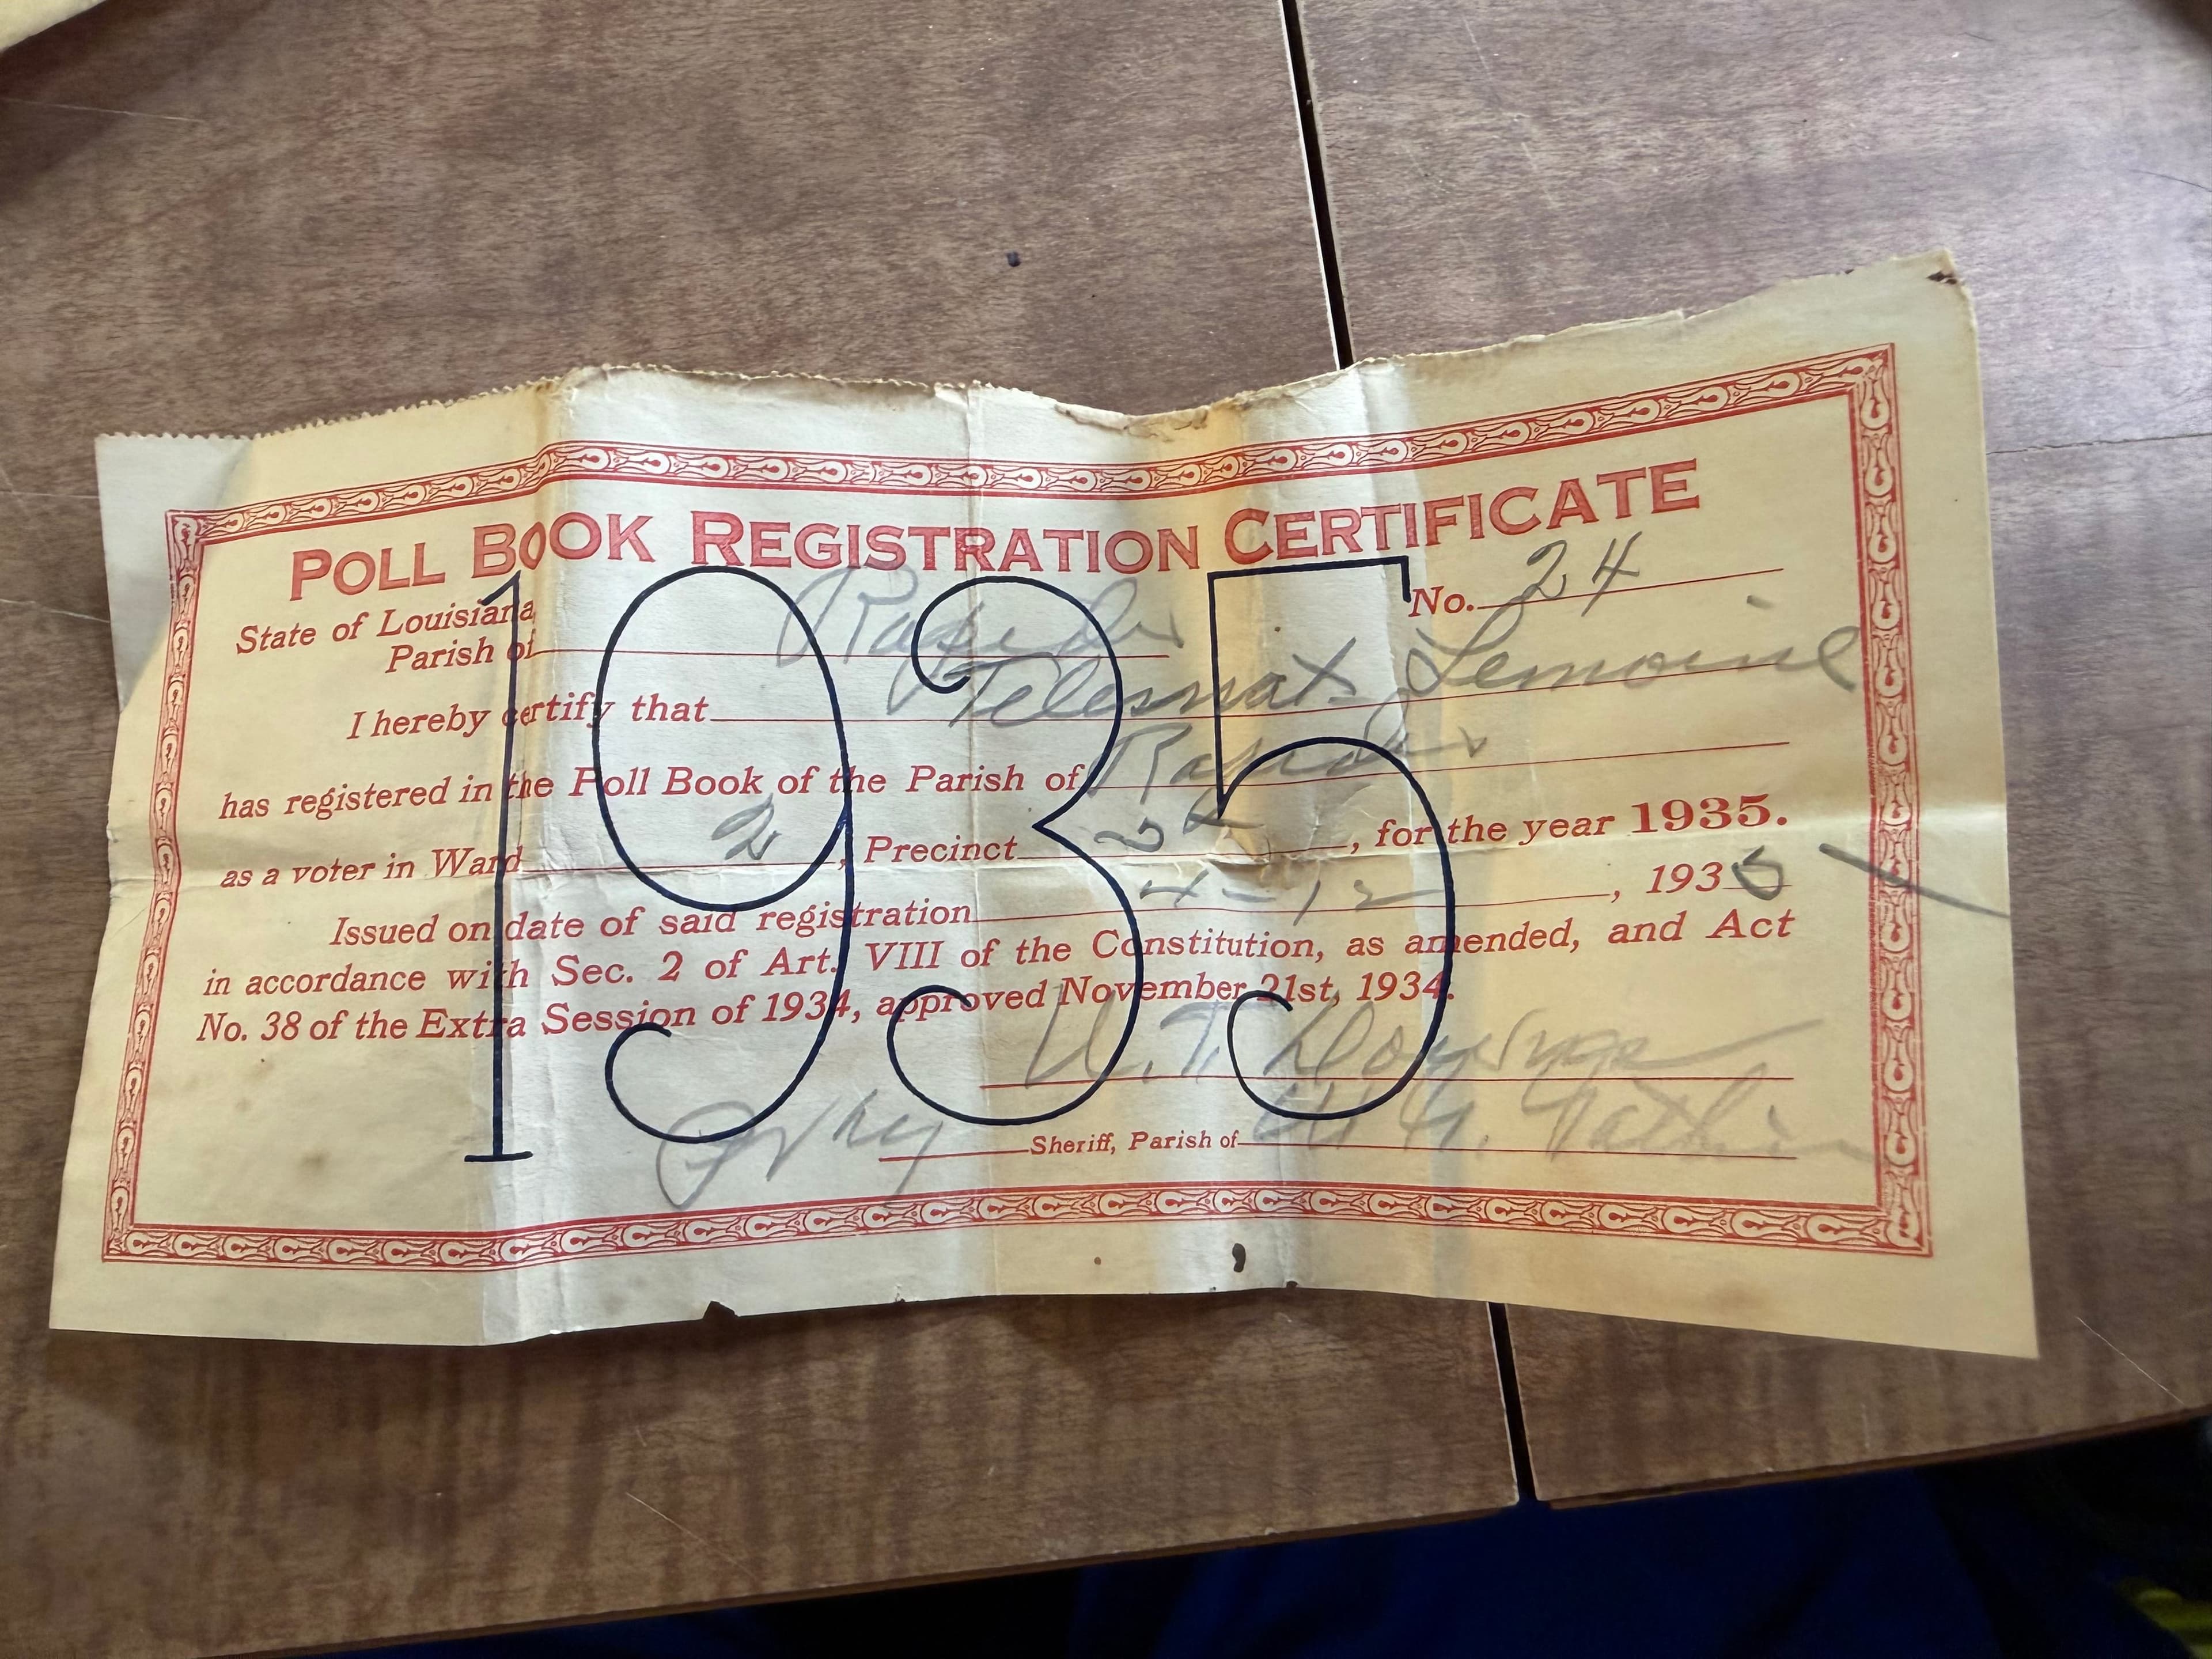 POLL BOOK REGISTRATION CERTIFICATE
1935
No. 24
State of Louisiana
Parish of Rapides
I hereby certify that Lemoine
has registered in the Poll Book of the Parish of Rapides
as a voter in Ward 2, Precinct , for the year 1935.
Issued on date of said registration 4-12, 1935
in accordance with Sec. 2 of Art. VIII of the Constitution, as amended, and Act
No. 38 of the Extra Session of 1934, approved November 21st, 1934.
U. T.
Sheriff, Parish of